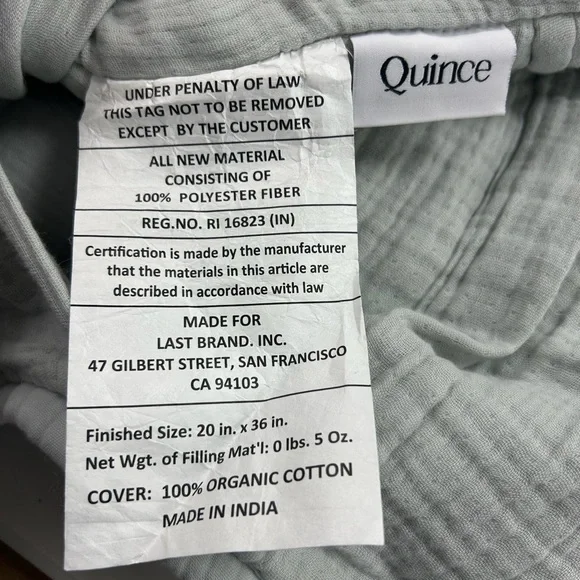 Quince
UNDER PENALTY OF LAW
THIS TAG NOT TO BE REMOVED
EXCEPT BY THE CUSTOMER
ALL NEW MATERIAL
CONSISTING OF
100% POLYESTER FIBER
REG.NO. RI 16823 (IN)
Certification is made by the manufacturer
that the materials in this article are
described in accordance with law
MADE FOR
LAST BRAND. INC.
47 GILBERT STREET, SAN FRANCISCO
CA 94103
Finished Size: 20 in. x 36 in.
Net Wgt. of Filling Mat'l: 0 lbs. 5 Oz.
COVER: 100% ORGANIC COTTON
MADE IN INDIA